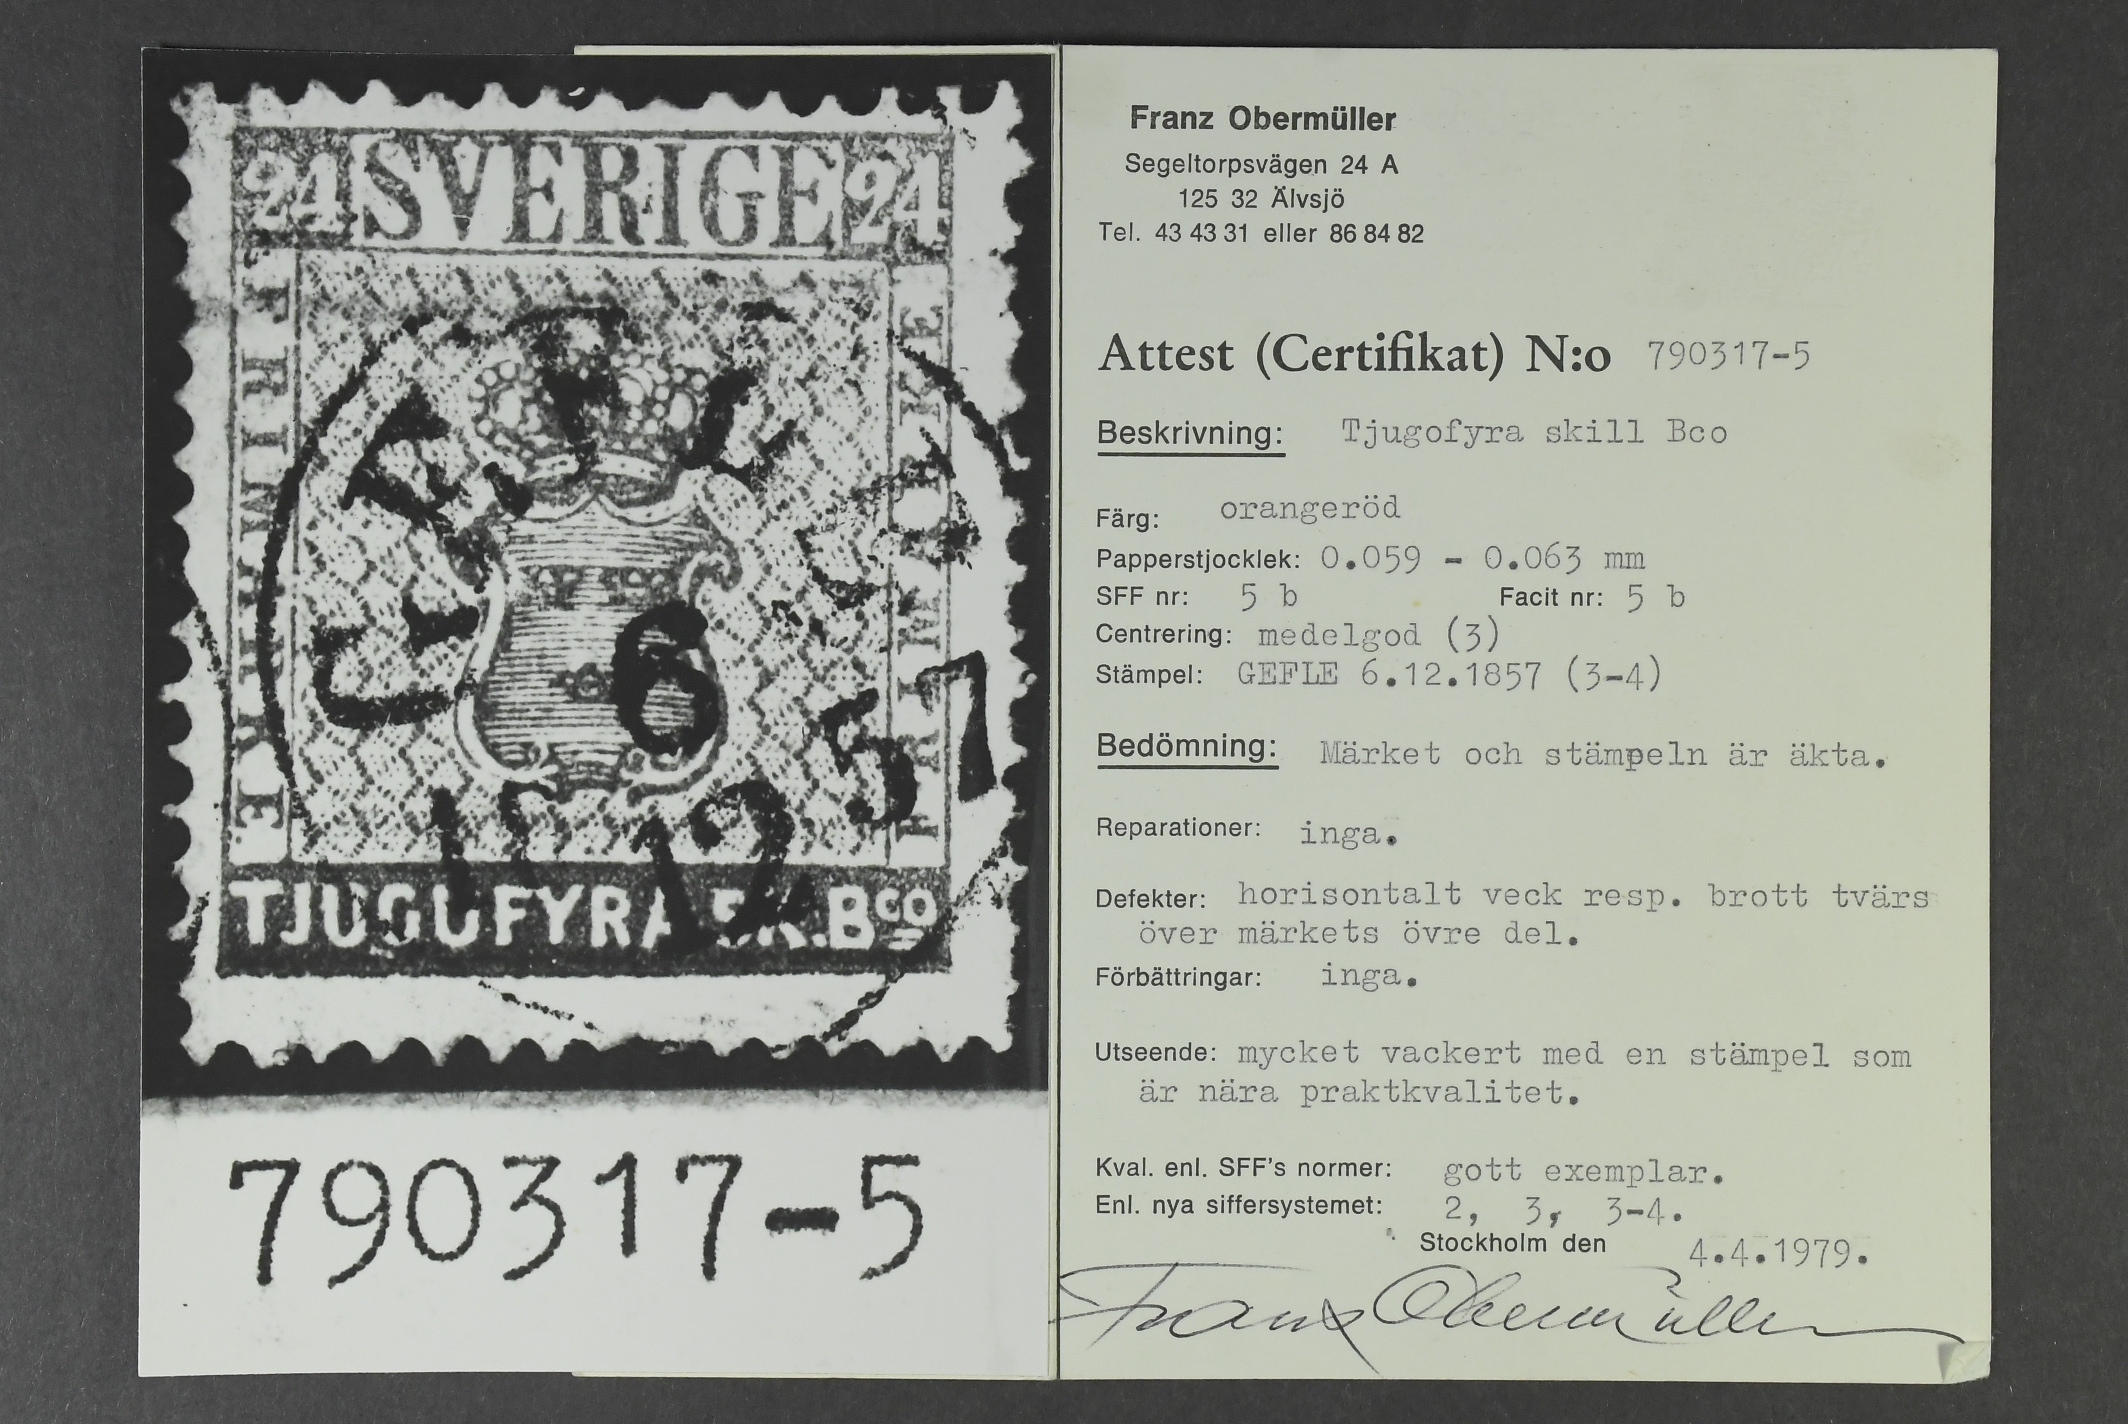 24 SVERIGE 24
FRIMÄRKE
FRIMÄRKE
GEFLE
6
12
57
TJUGOFYRA SK. Bco
790317-5
Franz Obermüller
Segeltorpsvägen 24 A
125 32 Älvsjö
Tel. 43 43 31 eller 86 84 82
Attest (Certifikat) N:o 790317-5
Beskrivning: Tjugofyra skill Bco
Färg: orangeröd
Papperstjocklek: 0.059 - 0.063 mm
SFF nr: 5 b Facit nr: 5 b
Centrering: medelgod (3)
Stämpel: GEFLE 6.12.1857 (3-4)
Bedömning: Märket och stämpeln är äkta.
Reparationer: inga.
Defekter: horisontalt veck resp. brott tvärs
över märkets övre del.
Förbättringar: inga.
Utseende: mycket vackert med en stämpel som
är nära praktkvalitet.
Kval. enl. SFF's normer: gott exemplar.
Enl. nya siffersystemet: 2, 3, 3-4.
Stockholm den 4.4.1979.
Franz Obermüller